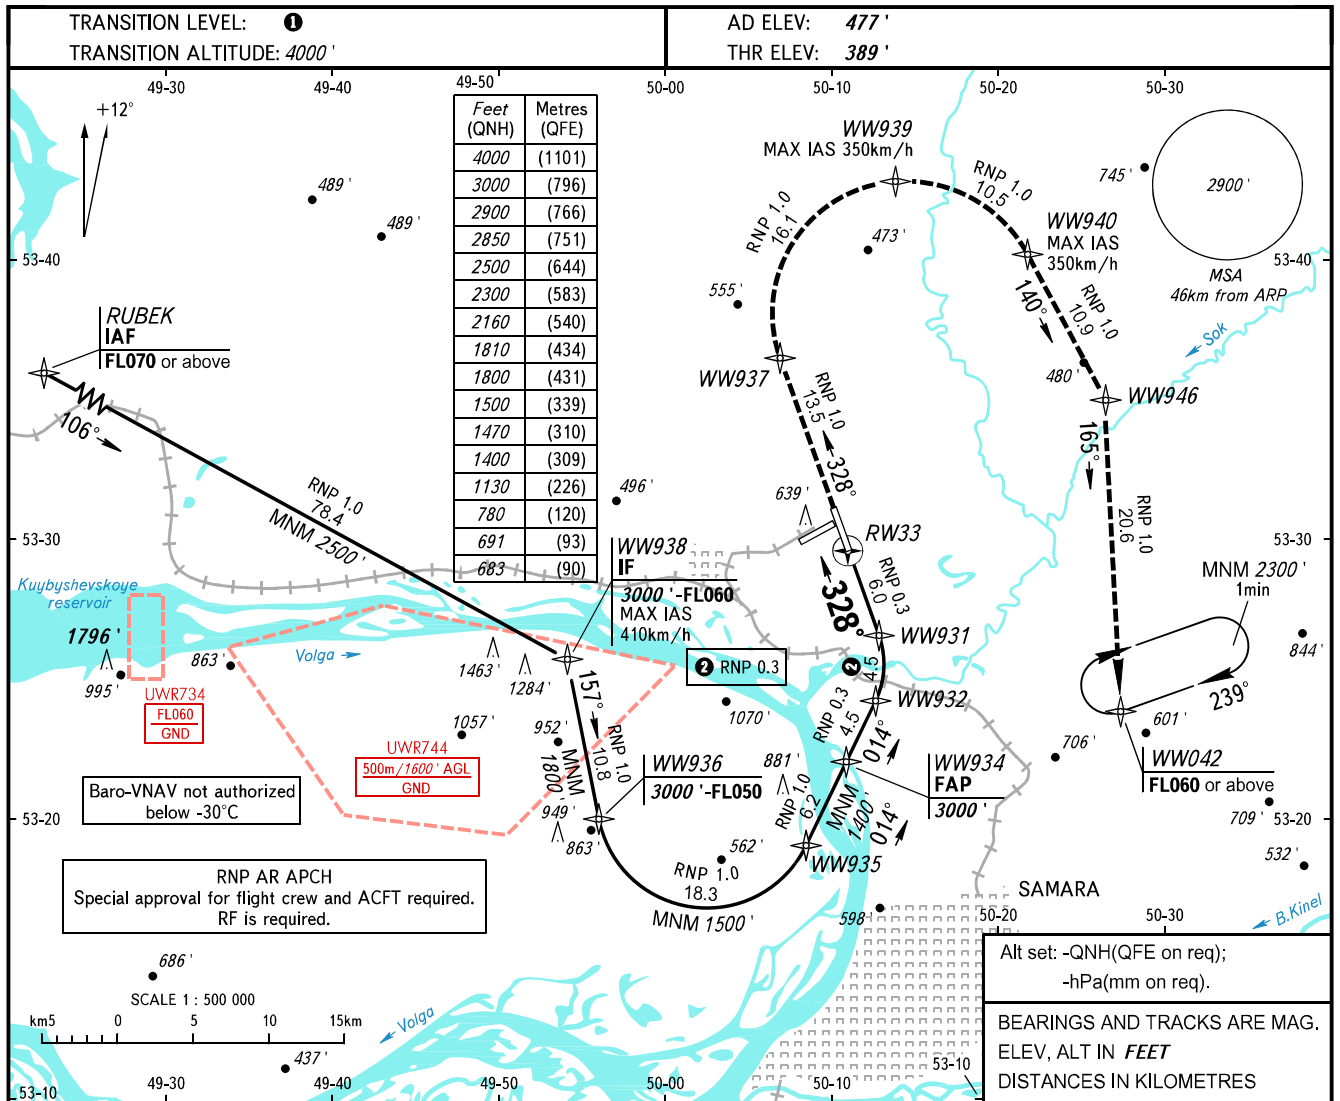 TRANSITION LEVEL: ❶
TRANSITION ALTITUDE: 4000 '
AD ELEV: 477 '
THR ELEV: 389 '
49-30
49-40
49-50
50-00
50-10
50-20
50-30
+12°
Feet (QNH) Metres (QFE)
4000 (1101)
3000 (796)
2900 (766)
2850 (751)
2500 (644)
2300 (583)
2160 (540)
1810 (434)
1800 (431)
1500 (339)
1470 (310)
1400 (309)
1130 (226)
780 (120)
691 (93)
683 (90)
WW939
MAX IAS 350km/h
RNP 1.0
10.5
RNP 1.0
16.1
745 '
2900 '
MSA
46km from ARP
489 '
489 '
473 '
WW940
MAX IAS
350km/h
53-40
53-40
555 '
140°
RNP 1.0
10.9
Sok
RUBEK
IAF
FL070 or above
106°
WW937
480 '
WW946
RNP 1.0
13.5
328°
165°
RNP 1.0
78.4
MNM 2500 '
496 '
639 '
RW33
RNP 1.0
20.6
53-30
53-30
WW938
IF
3000 '-FL060
MAX IAS
410km/h
328°
RNP 0.3
6.0
MNM 2300 '
1min
Kuybyshevskoye
reservoir
1796 '
995 '
863 '
Volga
1463 '
1284 '
❷ RNP 0.3
❷
WW931
4.5
844 '
UWR734
FL060
GND
157°
RNP 1.0
10.8
MNM
1800 '
1070 '
RNP 0.3
4.5
WW932
014°
239°
601 '
1057 '
952 '
UWR744
500m/1600 ' AGL
GND
706 '
WW042
FL060 or above
Baro-VNAV not authorized
below -30°C
WW936
3000 '-FL050
881 '
RNP 1.0
6.2
MNM
1400 '
014°
WW934
FAP
3000 '
53-20
53-20
949 '
863 '
709 '
562 '
WW935
532 '
RNP 1.0
18.3
MNM 1500 '
RNP AR APCH
Special approval for flight crew and ACFT required.
RF is required.
598 '
SAMARA
B.Kinel
50-20
50-30
686 '
SCALE 1 : 500 000
km5 0 5 10 15km
Volga
437 '
Alt set: -QNH(QFE on req);
-hPa(mm on req).
BEARINGS AND TRACKS ARE MAG.
ELEV, ALT IN FEET
DISTANCES IN KILOMETRES
53-10
53-10
49-30
49-40
49-50
50-00
50-10